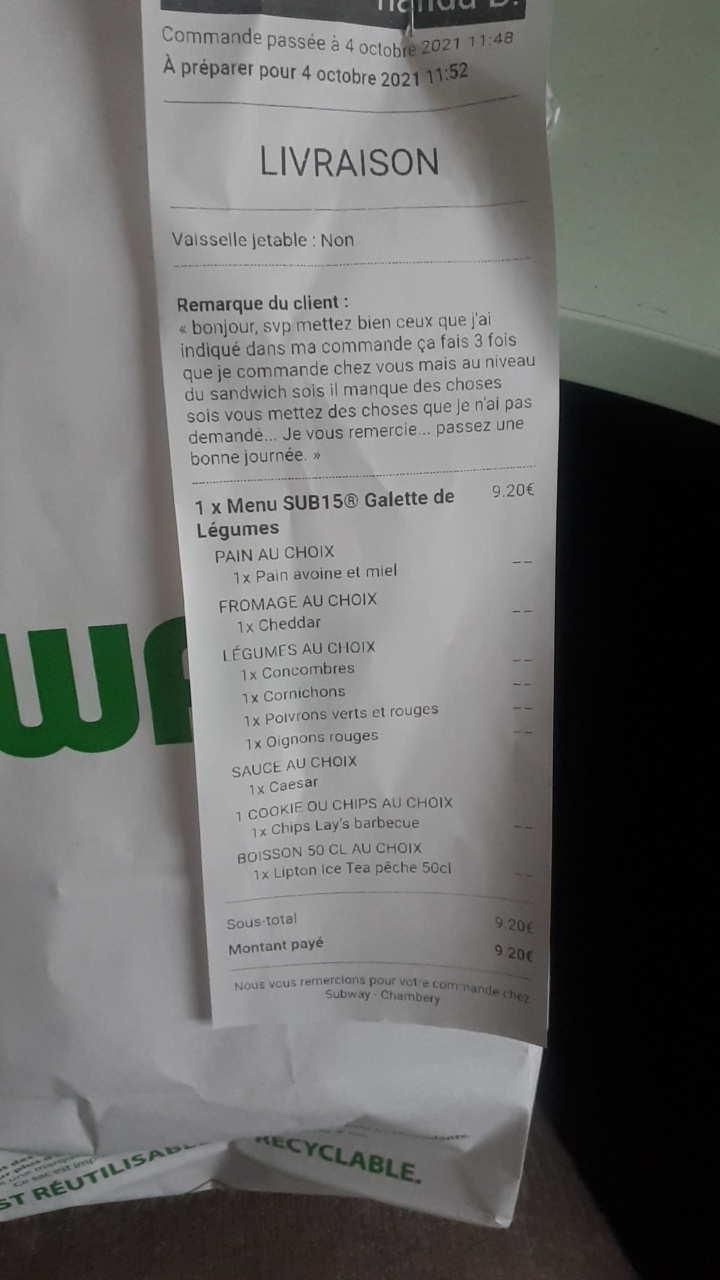 Commande passée à 4 octobre 2021 11:48
À préparer pour 4 octobre 2021 11:52
LIVRAISON
Vaisselle jetable : Non
Remarque du client :
« bonjour, svp mettez bien ceux que j'ai
indiqué dans ma commande ça fais 3 fois
que je commande chez vous mais au niveau
du sandwich sois il manque des choses
sois vous mettez des choses que je n'ai pas
demandé... Je vous remercie... passez une
bonne journée. »
1 x Menu SUB15® Galette de 9.20€
Légumes
PAIN AU CHOIX
1x Pain avoine et miel --
FROMAGE AU CHOIX
1x Cheddar --
LÉGUMES AU CHOIX
1x Concombres --
1x Cornichons --
1x Poivrons verts et rouges --
1x Oignons rouges --
SAUCE AU CHOIX
1x Caesar
1 COOKIE OU CHIPS AU CHOIX
1x Chips Lay's barbecue --
BOISSON 50 CL AU CHOIX
1x Lipton Ice Tea pêche 50cl --
Sous-total 9.20€
Montant payé 9.20€
Nous vous remercions pour votre commande chez
Subway - Chambery
WA
Ce sac est
ST RÉUTILISABLE RECYCLABLE.